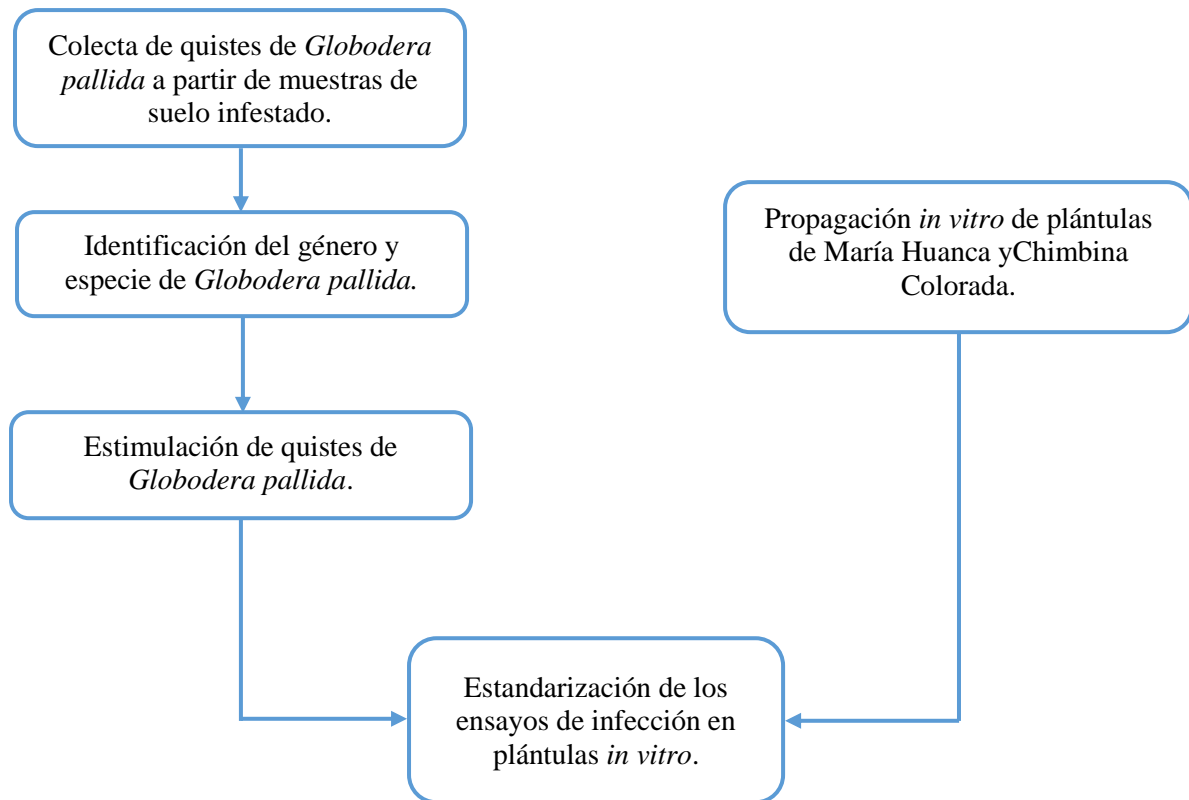 Colecta de quistes de Globodera
pallida a partir de muestras de
suelo infestado.
Identificación del género y
especie de Globodera pallida.
Propagación in vitro de plántulas
de María Huanca yChimbina
Colorada.
Estimulación de quistes de
Globodera pallida.
Estandarización de los
ensayos de infección en
plántulas in vitro.